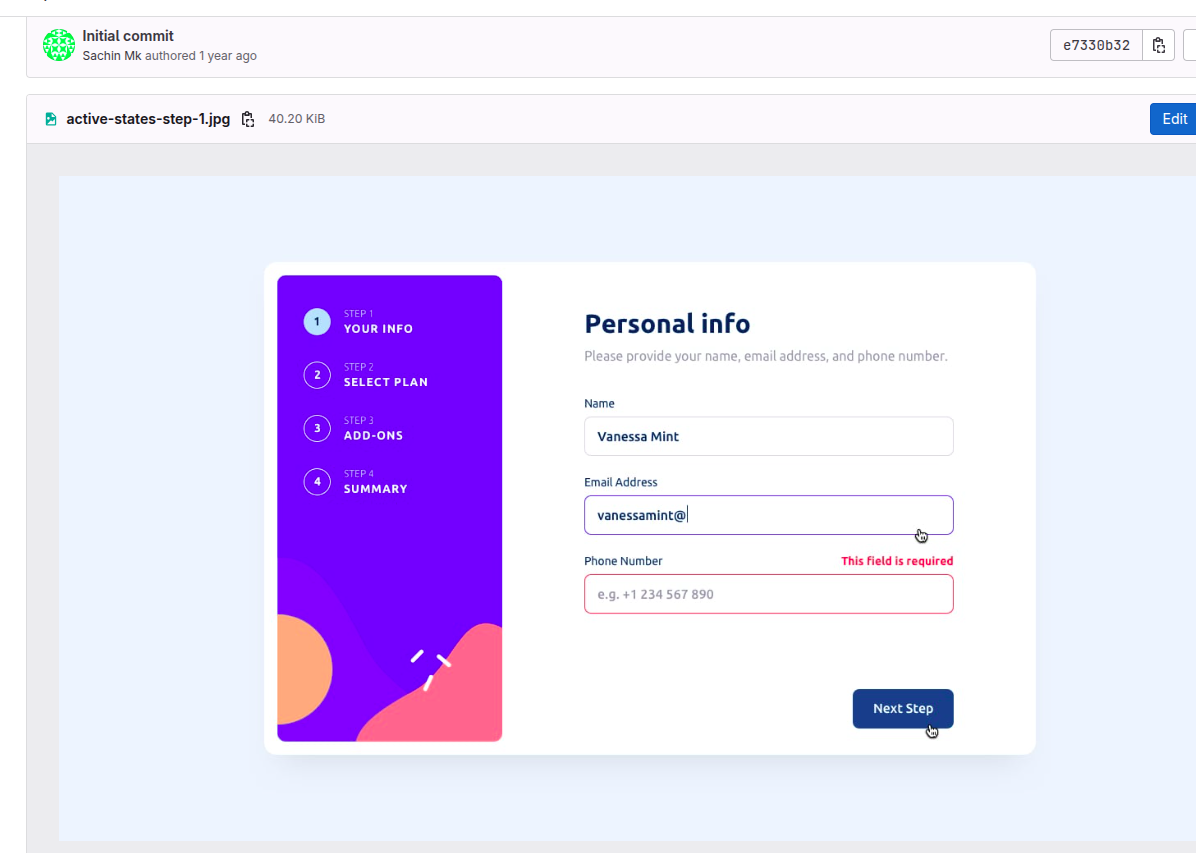 Initial commit
Sachin Mk authored 1 year ago
e7330b32
active-states-step-1.jpg 40.20 KiB
Edit
1
STEP 1
YOUR INFO
2
STEP 2
SELECT PLAN
3
STEP 3
ADD-ONS
4
STEP 4
SUMMARY
Personal info
Please provide your name, email address, and phone number.
Name
Vanessa Mint
Email Address
vanessamint@
Phone Number This field is required
e.g. +1 234 567 890
Next Step